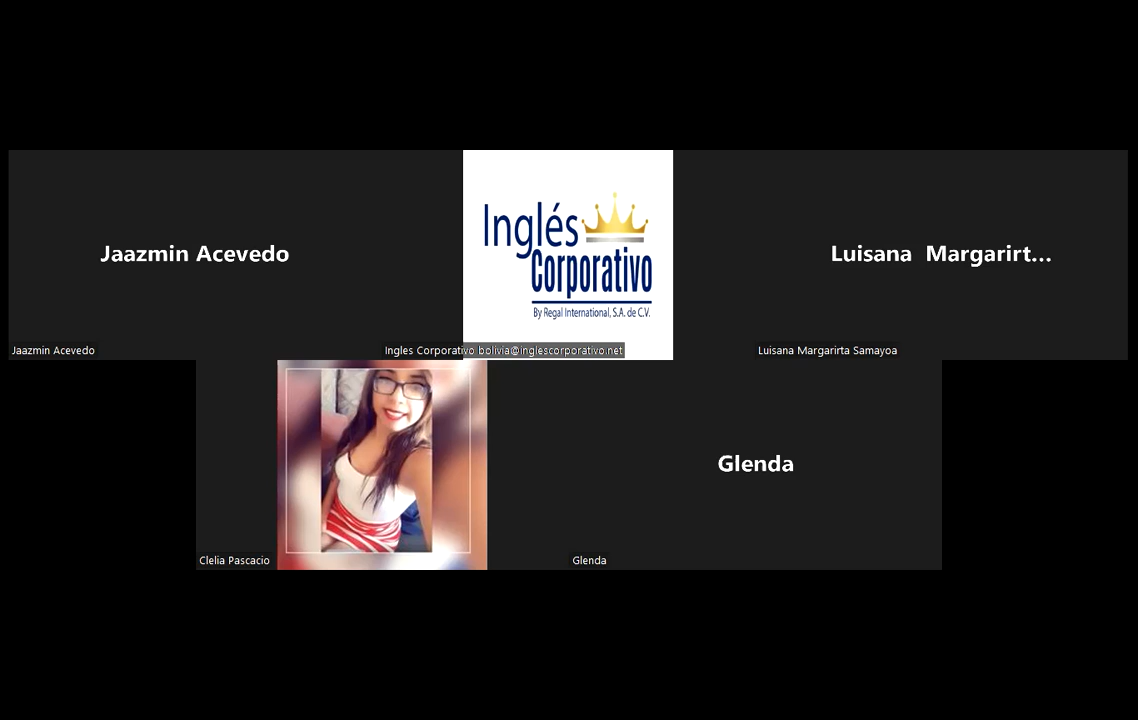 Jaazmin Acevedo
Inglés
Corporativo
By Regal International, S.A. de C.V.
Luisana Margarirt...
Jaazmin Acevedo
Ingles Corporativo bolivia@inglescorporativo.net
Luisana Margarirta Samayoa
Glenda
Clelia Pascacio
Glenda